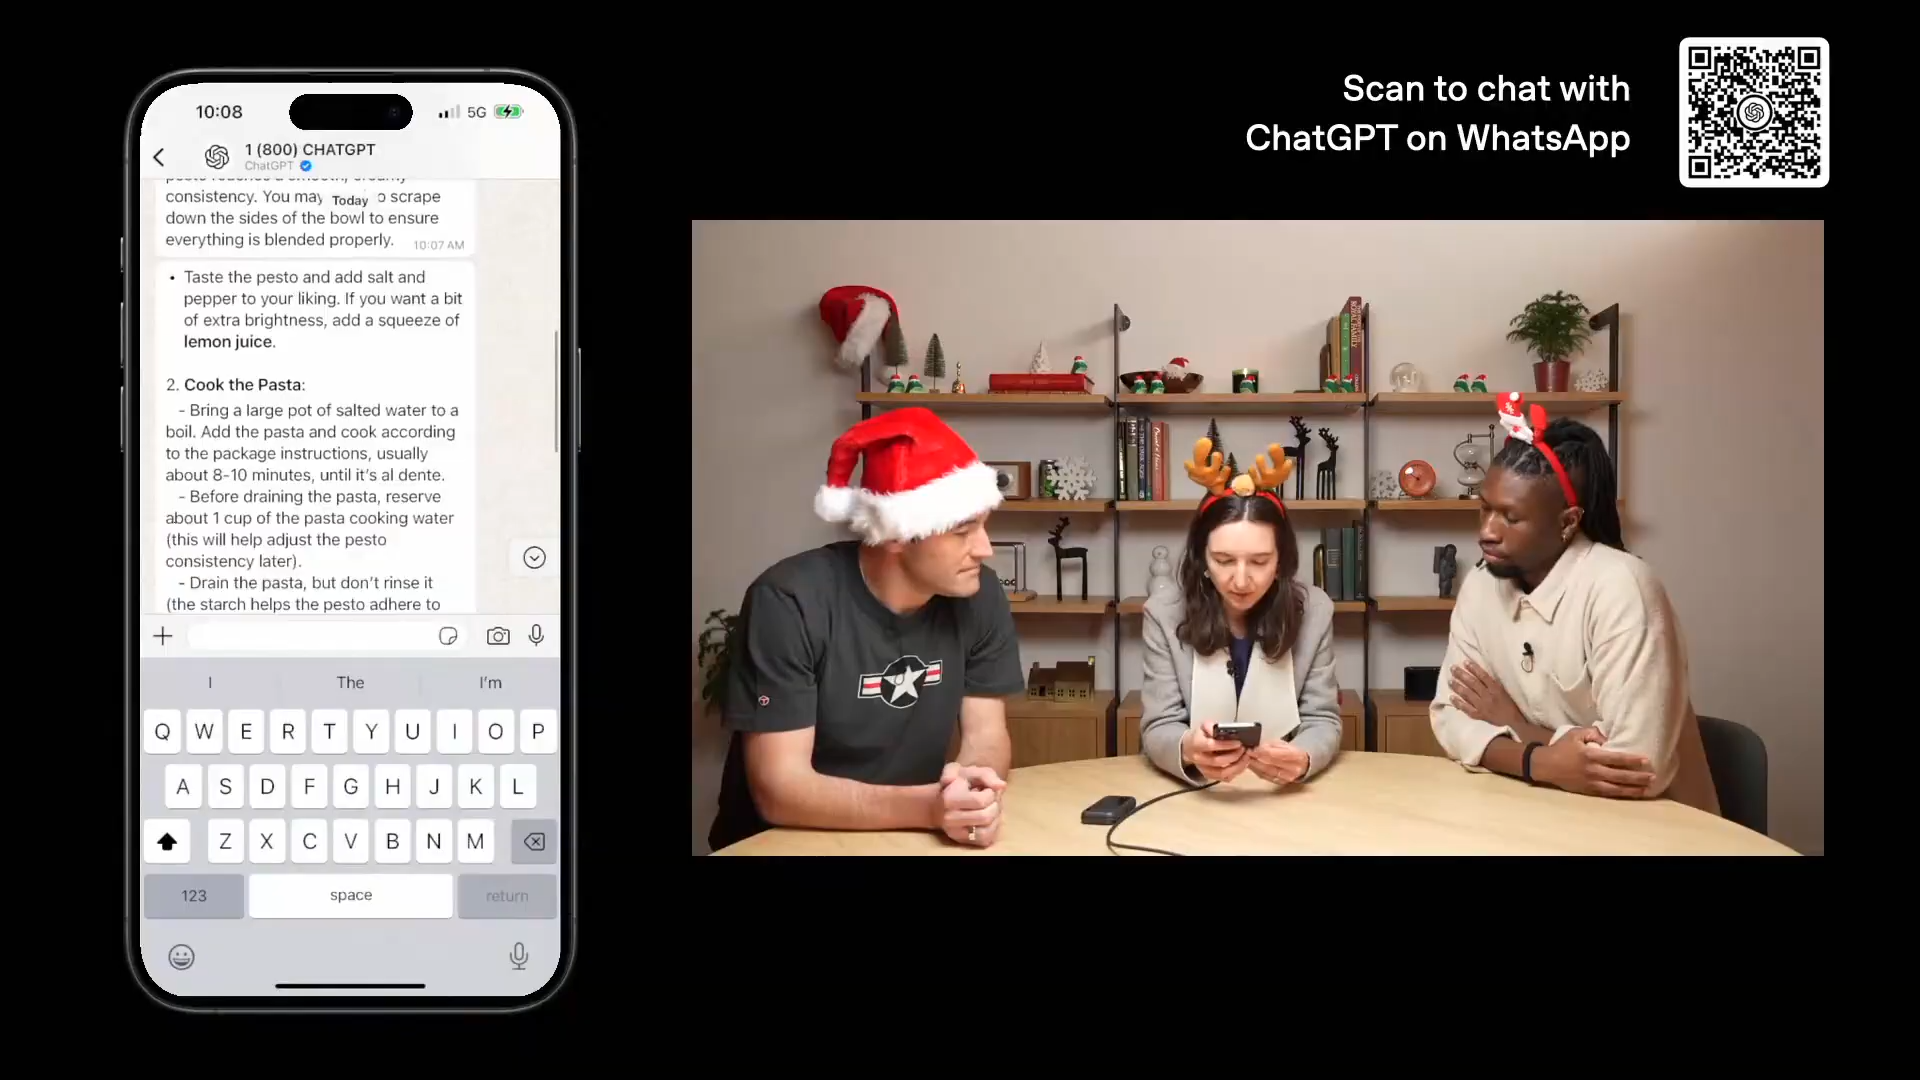 10:08
5G
1 (800) CHATGPT
ChatGPT
consistency. You may Today o scrape
down the sides of the bowl to ensure
everything is blended properly. 10:07 AM
• Taste the pesto and add salt and
pepper to your liking. If you want a bit
of extra brightness, add a squeeze of
lemon juice.
2. Cook the Pasta:
- Bring a large pot of salted water to a
boil. Add the pasta and cook according
to the package instructions, usually
about 8-10 minutes, until it's al dente.
- Before draining the pasta, reserve
about 1 cup of the pasta cooking water
(this will help adjust the pesto
consistency later).
- Drain the pasta, but don't rinse it
(the starch helps the pesto adhere to
I The I'm
Q W E R T Y U I O P
A S D F G H J K L
Z X C V B N M
123 space return
Scan to chat with
ChatGPT on WhatsApp